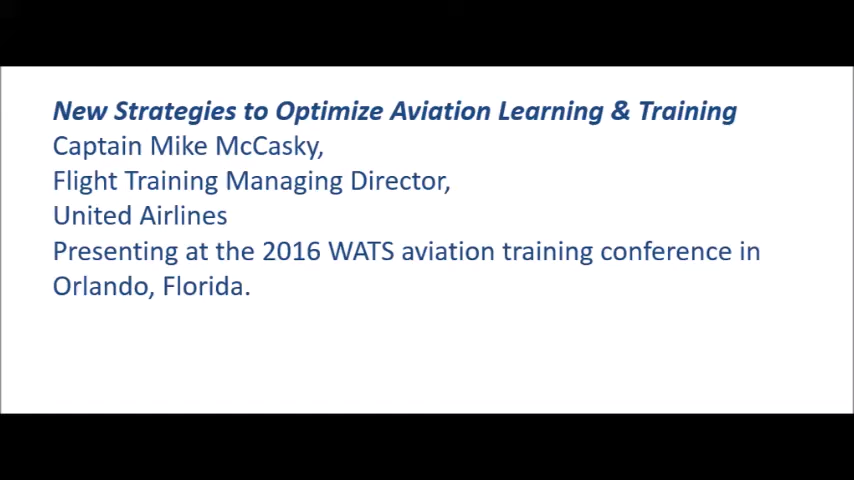 New Strategies to Optimize Aviation Learning & Training
Captain Mike McCasky,
Flight Training Managing Director,
United Airlines
Presenting at the 2016 WATS aviation training conference in
Orlando, Florida.